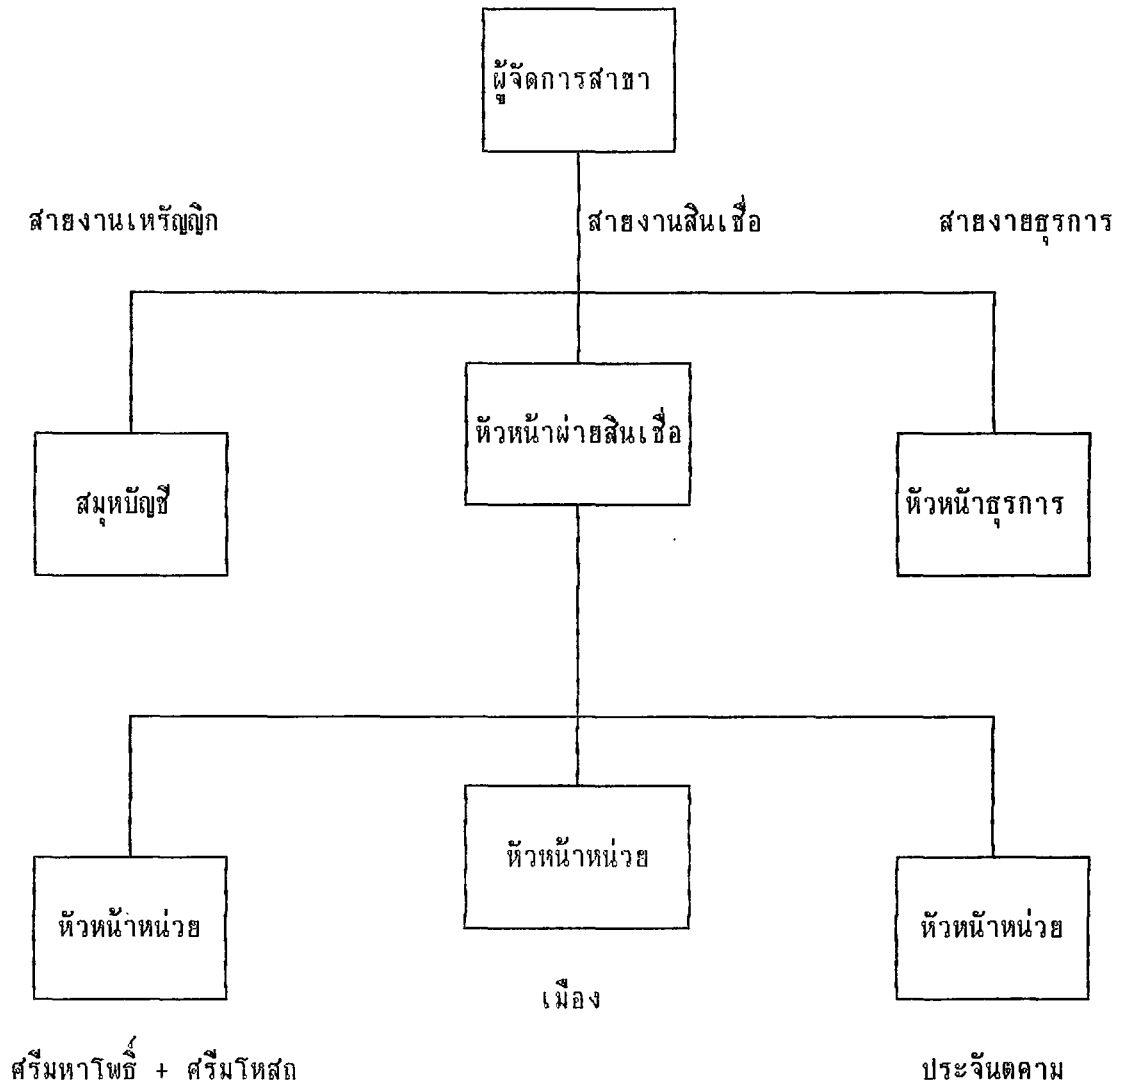 ผู้จัดการสาขา
สายงานเหรัญญิก
สายงานสินเชื่อ
สายงายธุรการ
หัวหน้าฝ่ายสินเชื่อ
สมุหบัญชี
หัวหน้าธุรการ
หัวหน้าหน่วย
หัวหน้าหน่วย
หัวหน้าหน่วย
เมือง
ศรีมหาโพธิ์ + ศรีมโหสถ
ประจันตคาม